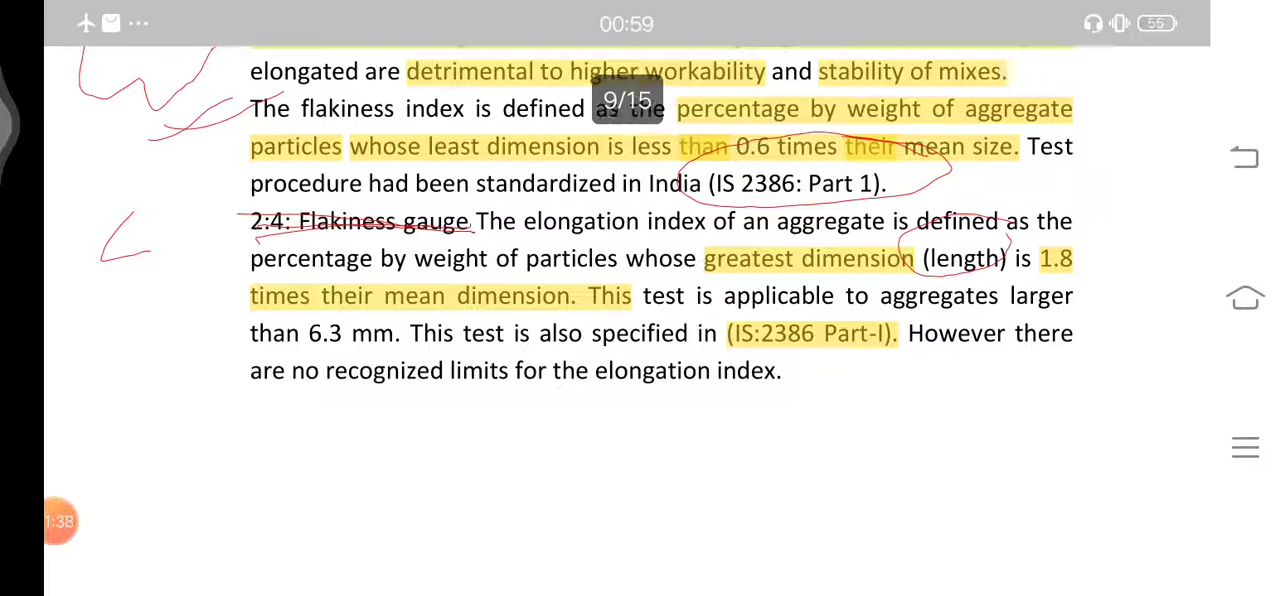 00:59
55
elongated are detrimental to higher workability and stability of mixes.
9/15
The flakiness index is defined as the percentage by weight of aggregate
particles whose least dimension is less than 0.6 times their mean size. Test
procedure had been standardized in India (IS 2386: Part 1).
2:4: Flakiness gauge The elongation index of an aggregate is defined as the
percentage by weight of particles whose greatest dimension (length) is 1.8
times their mean dimension. This test is applicable to aggregates larger
than 6.3 mm. This test is also specified in (IS:2386 Part-I). However there
are no recognized limits for the elongation index.
1:38